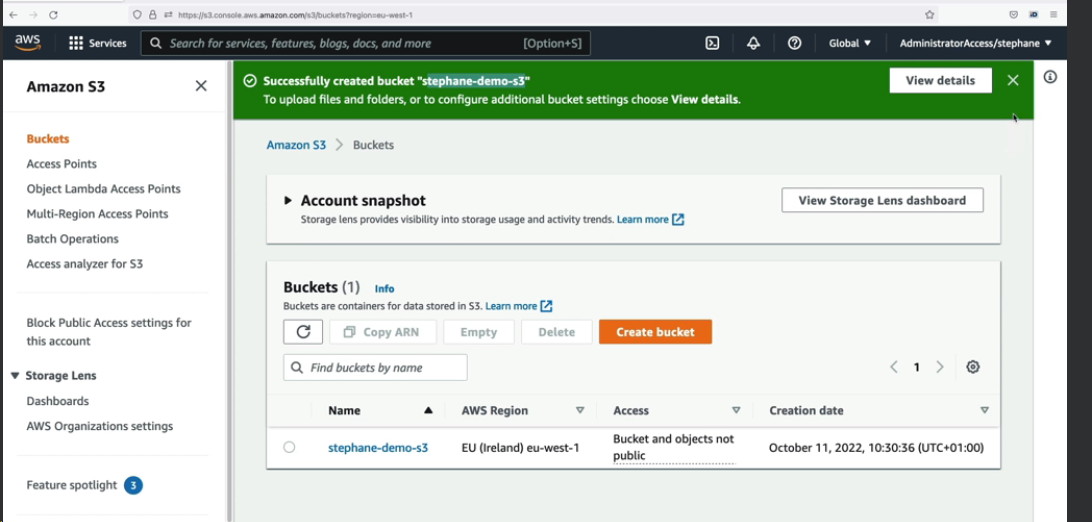 https://s3.console.aws.amazon.com/s3/buckets?region=eu-west-1
aws
Services
Search for services, features, blogs, docs, and more
[Option+S]
Global
AdministratorAccess/stephane
Amazon S3
Buckets
Access Points
Object Lambda Access Points
Multi-Region Access Points
Batch Operations
Access analyzer for S3
Block Public Access settings for
this account
Storage Lens
Dashboards
AWS Organizations settings
Feature spotlight 3
Successfully created bucket "stephane-demo-s3"
To upload files and folders, or to configure additional bucket settings choose View details.
View details
Amazon S3 > Buckets
Account snapshot
Storage lens provides visibility into storage usage and activity trends. Learn more
View Storage Lens dashboard
Buckets (1) Info
Buckets are containers for data stored in S3. Learn more
Copy ARN
Empty
Delete
Create bucket
Find buckets by name
1
Name
AWS Region
Access
Creation date
stephane-demo-s3
EU (Ireland) eu-west-1
Bucket and objects not
public
October 11, 2022, 10:30:36 (UTC+01:00)